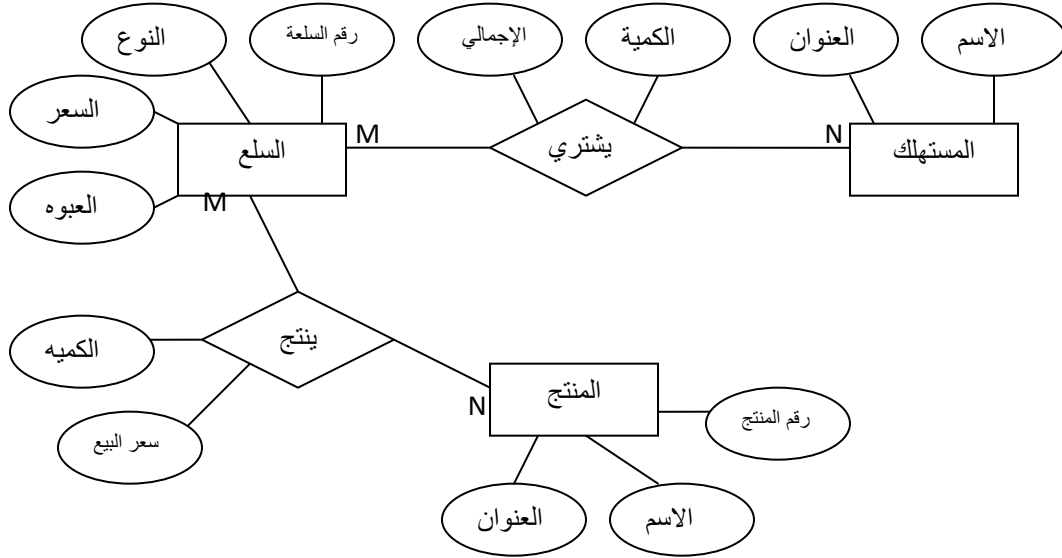 الاسم
العنوان
الكمية
الإجمالي
رقم السلعة
النوع
السعر
المستهلك
N
يشتري
M
السلع
العبوه
M
ينتج
الكميه
المنتج
N
رقم المنتج
سعر البيع
الاسم
العنوان